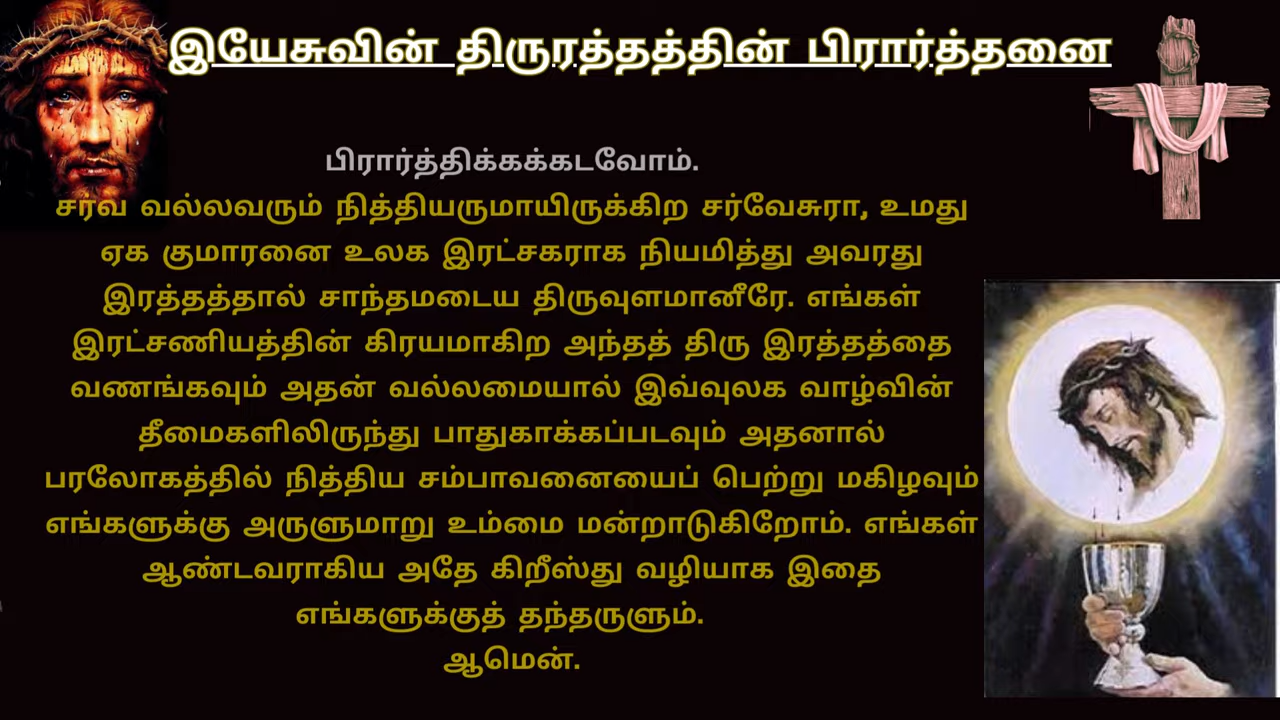 இயேசுவின் திருரத்தத்தின் பிரார்த்தனை
பிரார்த்திக்கக்கடவோம்.
சர்வ வல்லவரும் நித்தியருமாயிருக்கிற சர்வேசுரா, உமது
ஏக குமாரனை உலக இரட்சகராக நியமித்து அவரது
இரத்தத்தால் சாந்தமடைய திருவுளமானீரே. எங்கள்
இரட்சணியத்தின் கிரயமாகிற அந்தத் திரு இரத்தத்தை
வணங்கவும் அதன் வல்லமையால் இவ்வுலக வாழ்வின்
தீமைகளிலிருந்து பாதுகாக்கப்படவும் அதனால்
பரலோகத்தில் நித்திய சம்பாவனையைப் பெற்று மகிழவும்
எங்களுக்கு அருளுமாறு உம்மை மன்றாடுகிறோம். எங்கள்
ஆண்டவராகிய அதே கிறீஸ்து வழியாக இதை
எங்களுக்குத் தந்தருளும்.
ஆமென்.